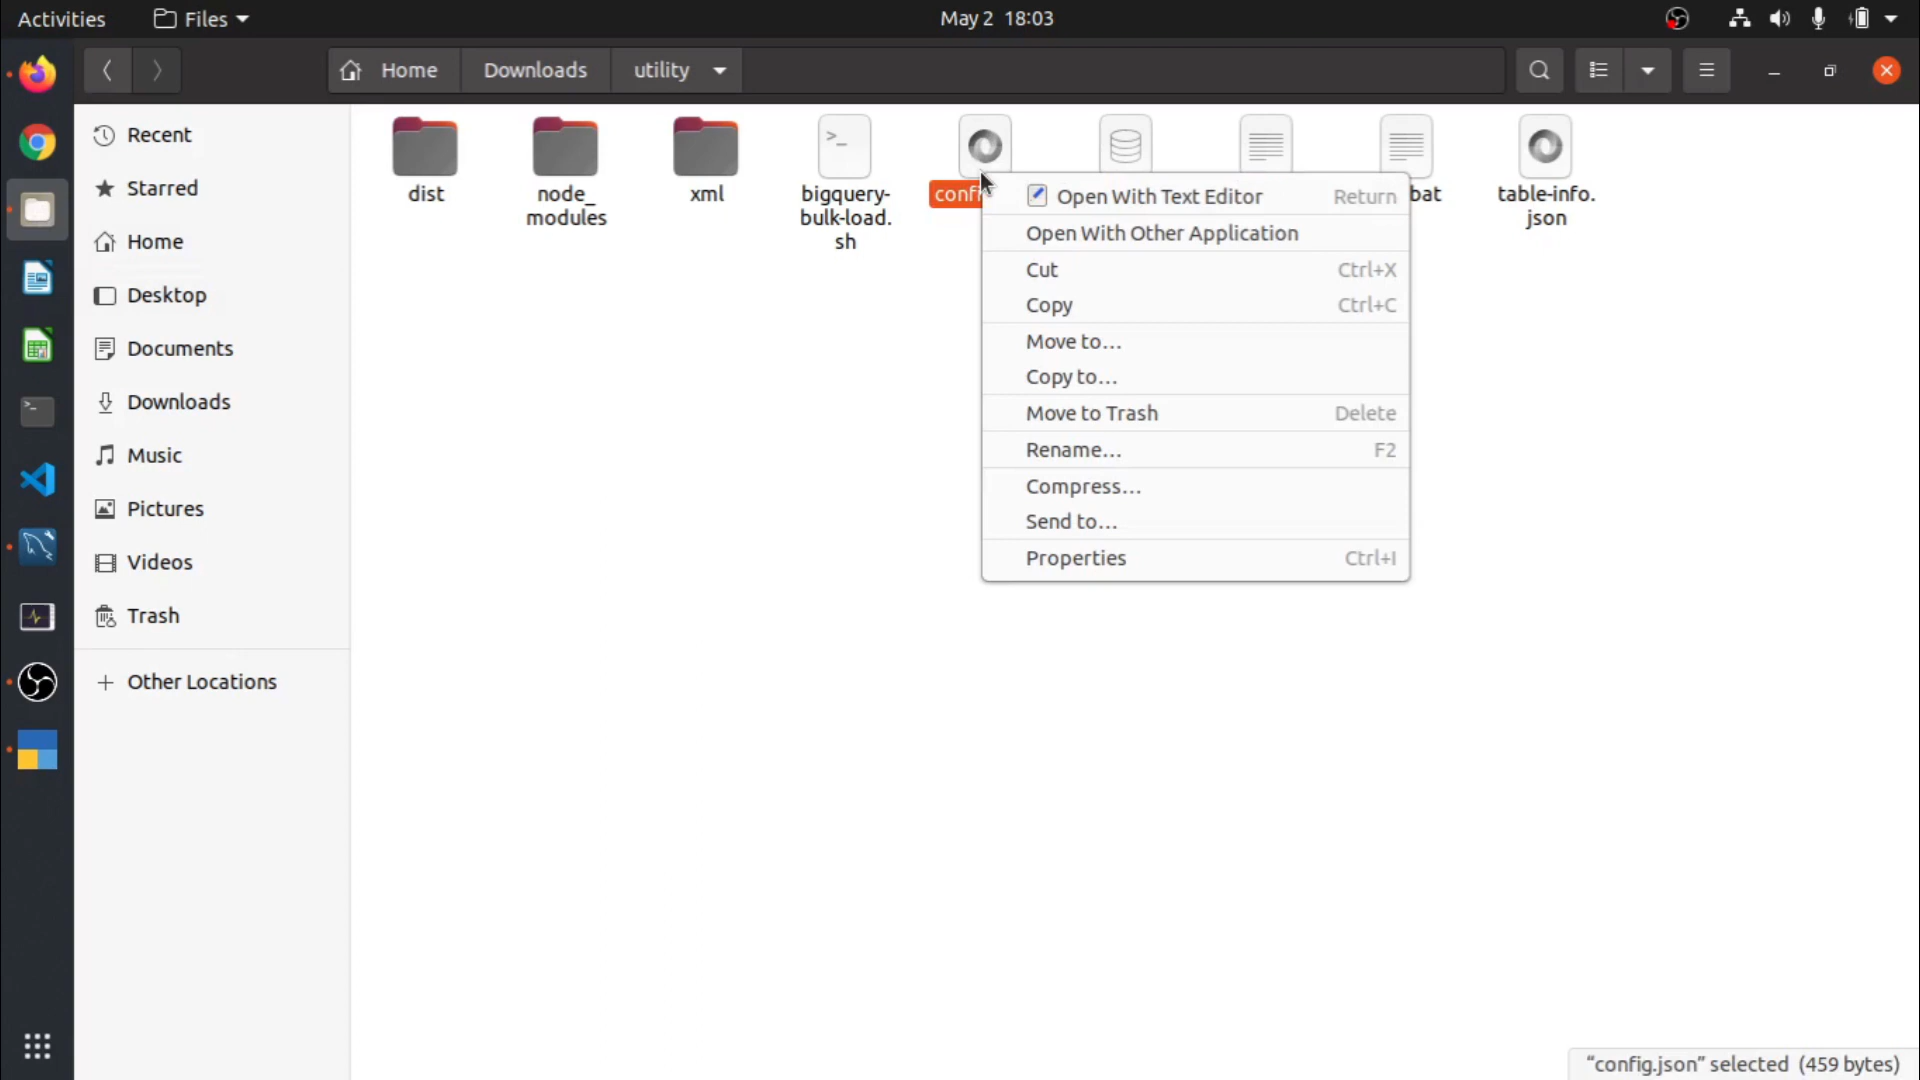 Activities Files May 2 18:03
Home Downloads utility
Recent
Starred
Home
Desktop
Documents
Downloads
Music
Pictures
Videos
Trash
Other Locations
dist
node_
modules
xml
bigquery-
bulk-load.
sh
confi
bat
table-info.
json
Open With Text Editor Return
Open With Other Application
Cut Ctrl+X
Copy Ctrl+C
Move to...
Copy to...
Move to Trash Delete
Rename... F2
Compress...
Send to...
Properties Ctrl+I
“config.json” selected (459 bytes)